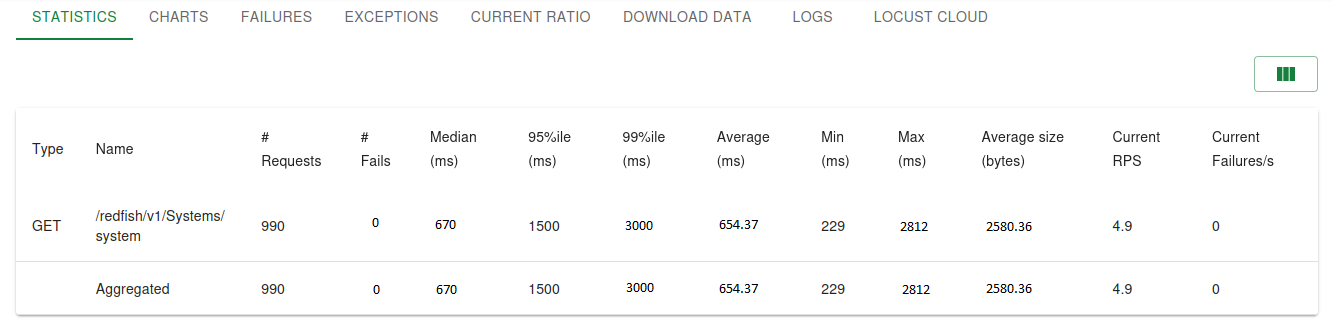 STATISTICS CHARTS FAILURES EXCEPTIONS CURRENT RATIO DOWNLOAD DATA LOGS LOCUST CLOUD
Type Name # Requests # Fails Median (ms) 95%ile (ms) 99%ile (ms) Average (ms) Min (ms) Max (ms) Average size (bytes) Current RPS Current Failures/s
GET /redfish/v1/Systems/system 990 0 670 1500 3000 654.37 229 2812 2580.36 4.9 0
Aggregated 990 0 670 1500 3000 654.37 229 2812 2580.36 4.9 0